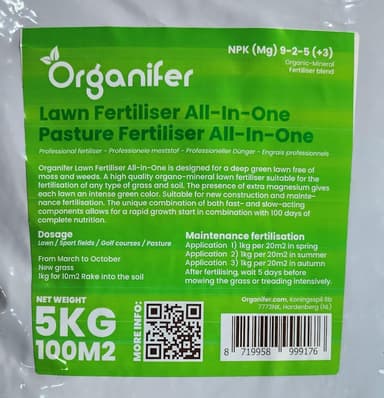 NPK (Mg) 9-2-5 (+3)
Organic-Mineral
Fertiliser blend
Organifer
Lawn Fertiliser All-In-One
Pasture Fertiliser All-In-One
Professional fertiliser - Professionele meststof - Professioneller Dünger - Engrais professionnels
Organifer Lawn Fertiliser All-In-One is designed for a deep green lawn free of
moss and weeds. A high quality organo-mineral lawn fertiliser suitable for the
fertilisation of any type of grass and soil. The presence of extra magnesium gives
each lawn an intense green color. Suitable for new construction and mainte-
nance fertilisation. The unique combination of both fast- and slow-acting
components allows for a rapid growth start in combination with 100 days of
complete nutrition.
Dosage
Lawn / Sport fields / Golf courses / Pasture
From March to October
New grass
1kg for 10m2 Rake into the soil
Maintenance fertilisation
Application 1) 1kg per 20m2 in spring
Application 2) 1kg per 20m2 in summer
Application 3) 1kg per 20m2 in autumn
After fertilising, wait 5 days before
mowing the grass or treading intensively.
NET WEIGHT
5KG
100M2
MORE INFO:
Organifer.com, Koningsspil 11b
7773NK, Hardenberg (NL)
8 719958 999176